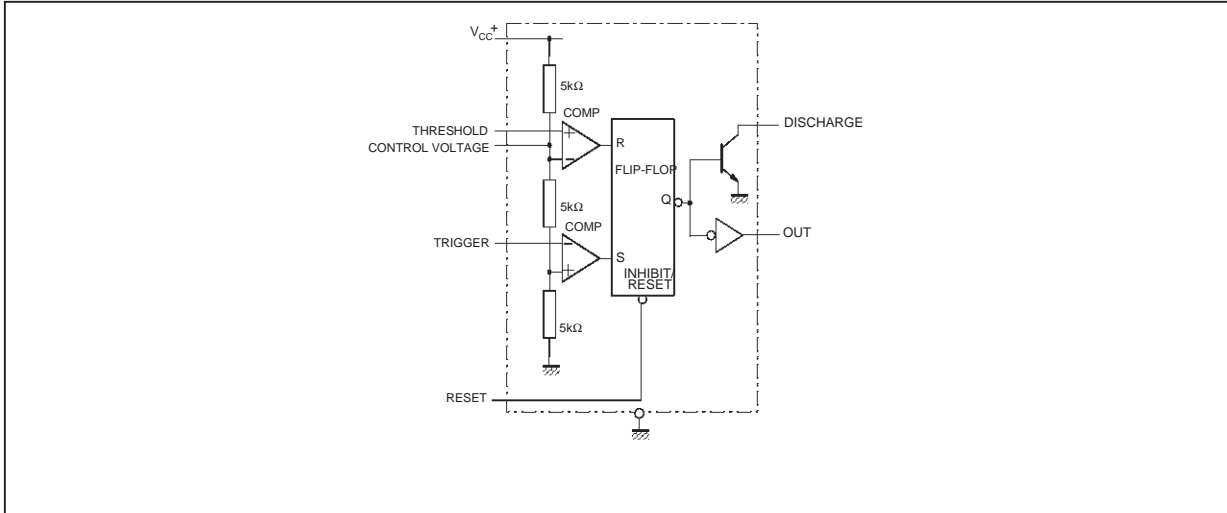 VCC+
5kΩ
COMP
THRESHOLD
+
CONTROL VOLTAGE
−
R
FLIP-FLOP
DISCHARGE
Q
5kΩ
COMP
TRIGGER
−
+
S
OUT
INHIBIT/
RESET
5kΩ
RESET